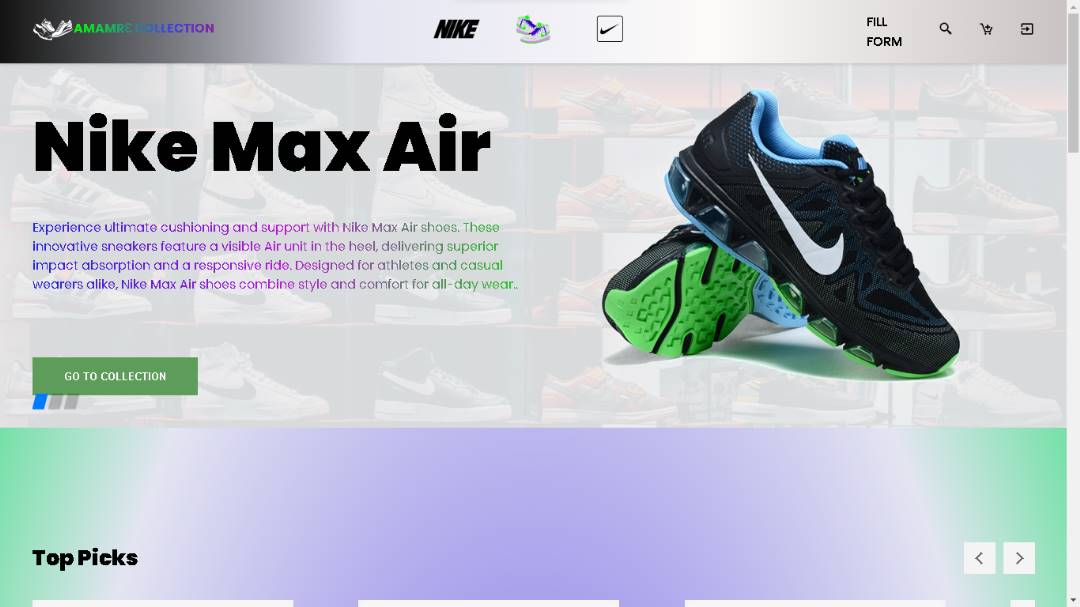 AMAMRE COLLECTION
NIKE
FILL
FORM
Nike Max Air
Experience ultimate cushioning and support with Nike Max Air shoes. These
innovative sneakers feature a visible Air unit in the heel, delivering superior
impact absorption and a responsive ride. Designed for athletes and casual
wearers alike, Nike Max Air shoes combine style and comfort for all-day wear..
GO TO COLLECTION
Top Picks